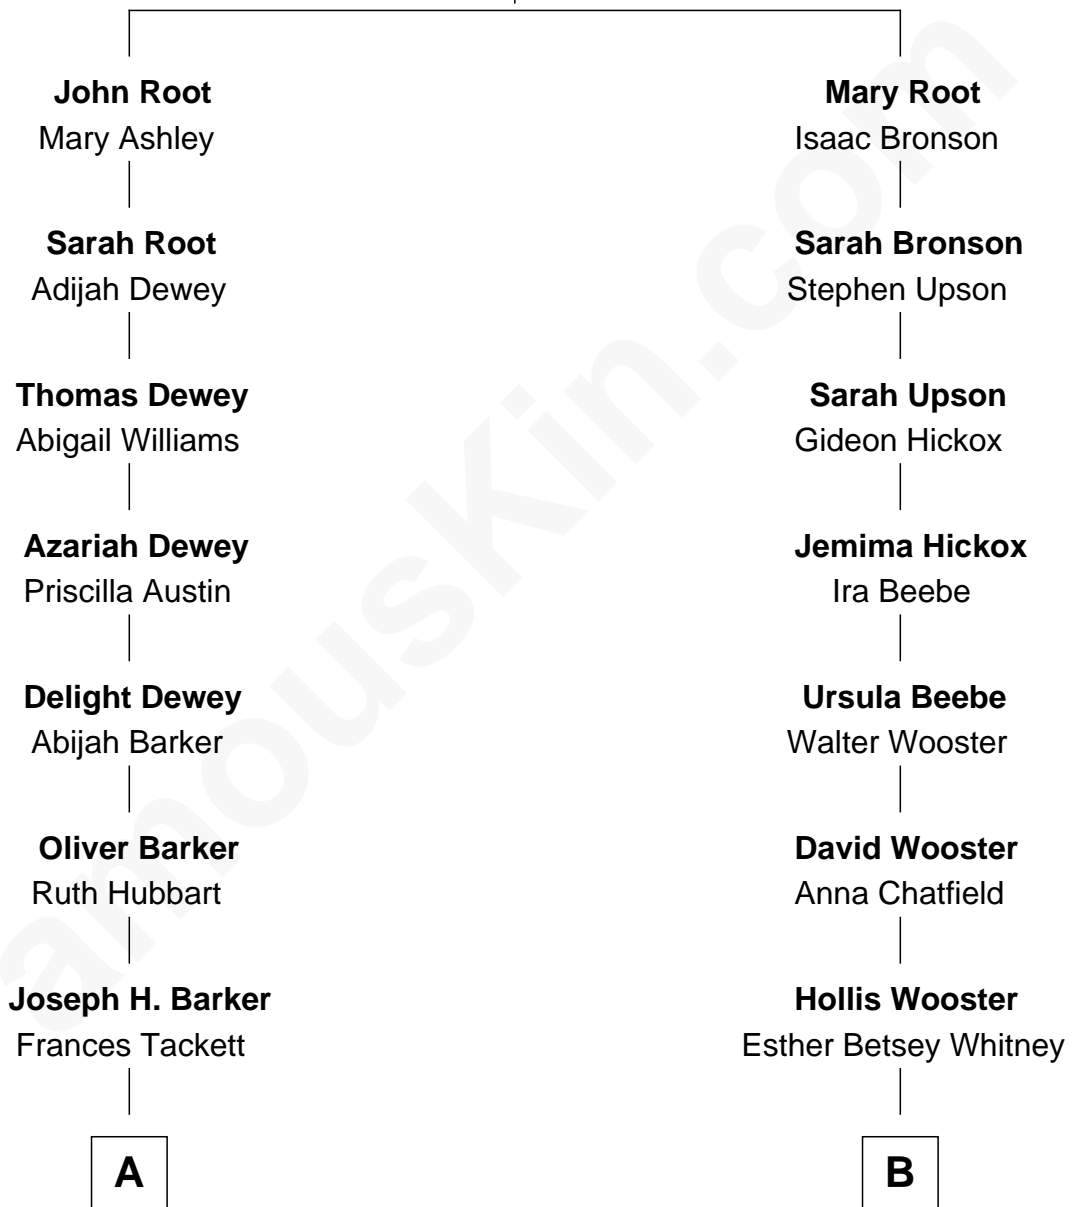 John Root
Mary Ashley
Sarah Root
Adijah Dewey
Thomas Dewey
Abigail Williams
Azariah Dewey
Priscilla Austin
Delight Dewey
Abijah Barker
Oliver Barker
Ruth Hubbart
Joseph H. Barker
Frances Tackett
A
Mary Root
Isaac Bronson
Sarah Bronson
Stephen Upson
Sarah Upson
Gideon Hickox
Jemima Hickox
Ira Beebe
Ursula Beebe
Walter Wooster
David Wooster
Anna Chatfield
Hollis Wooster
Esther Betsey Whitney
B
amousKin.com